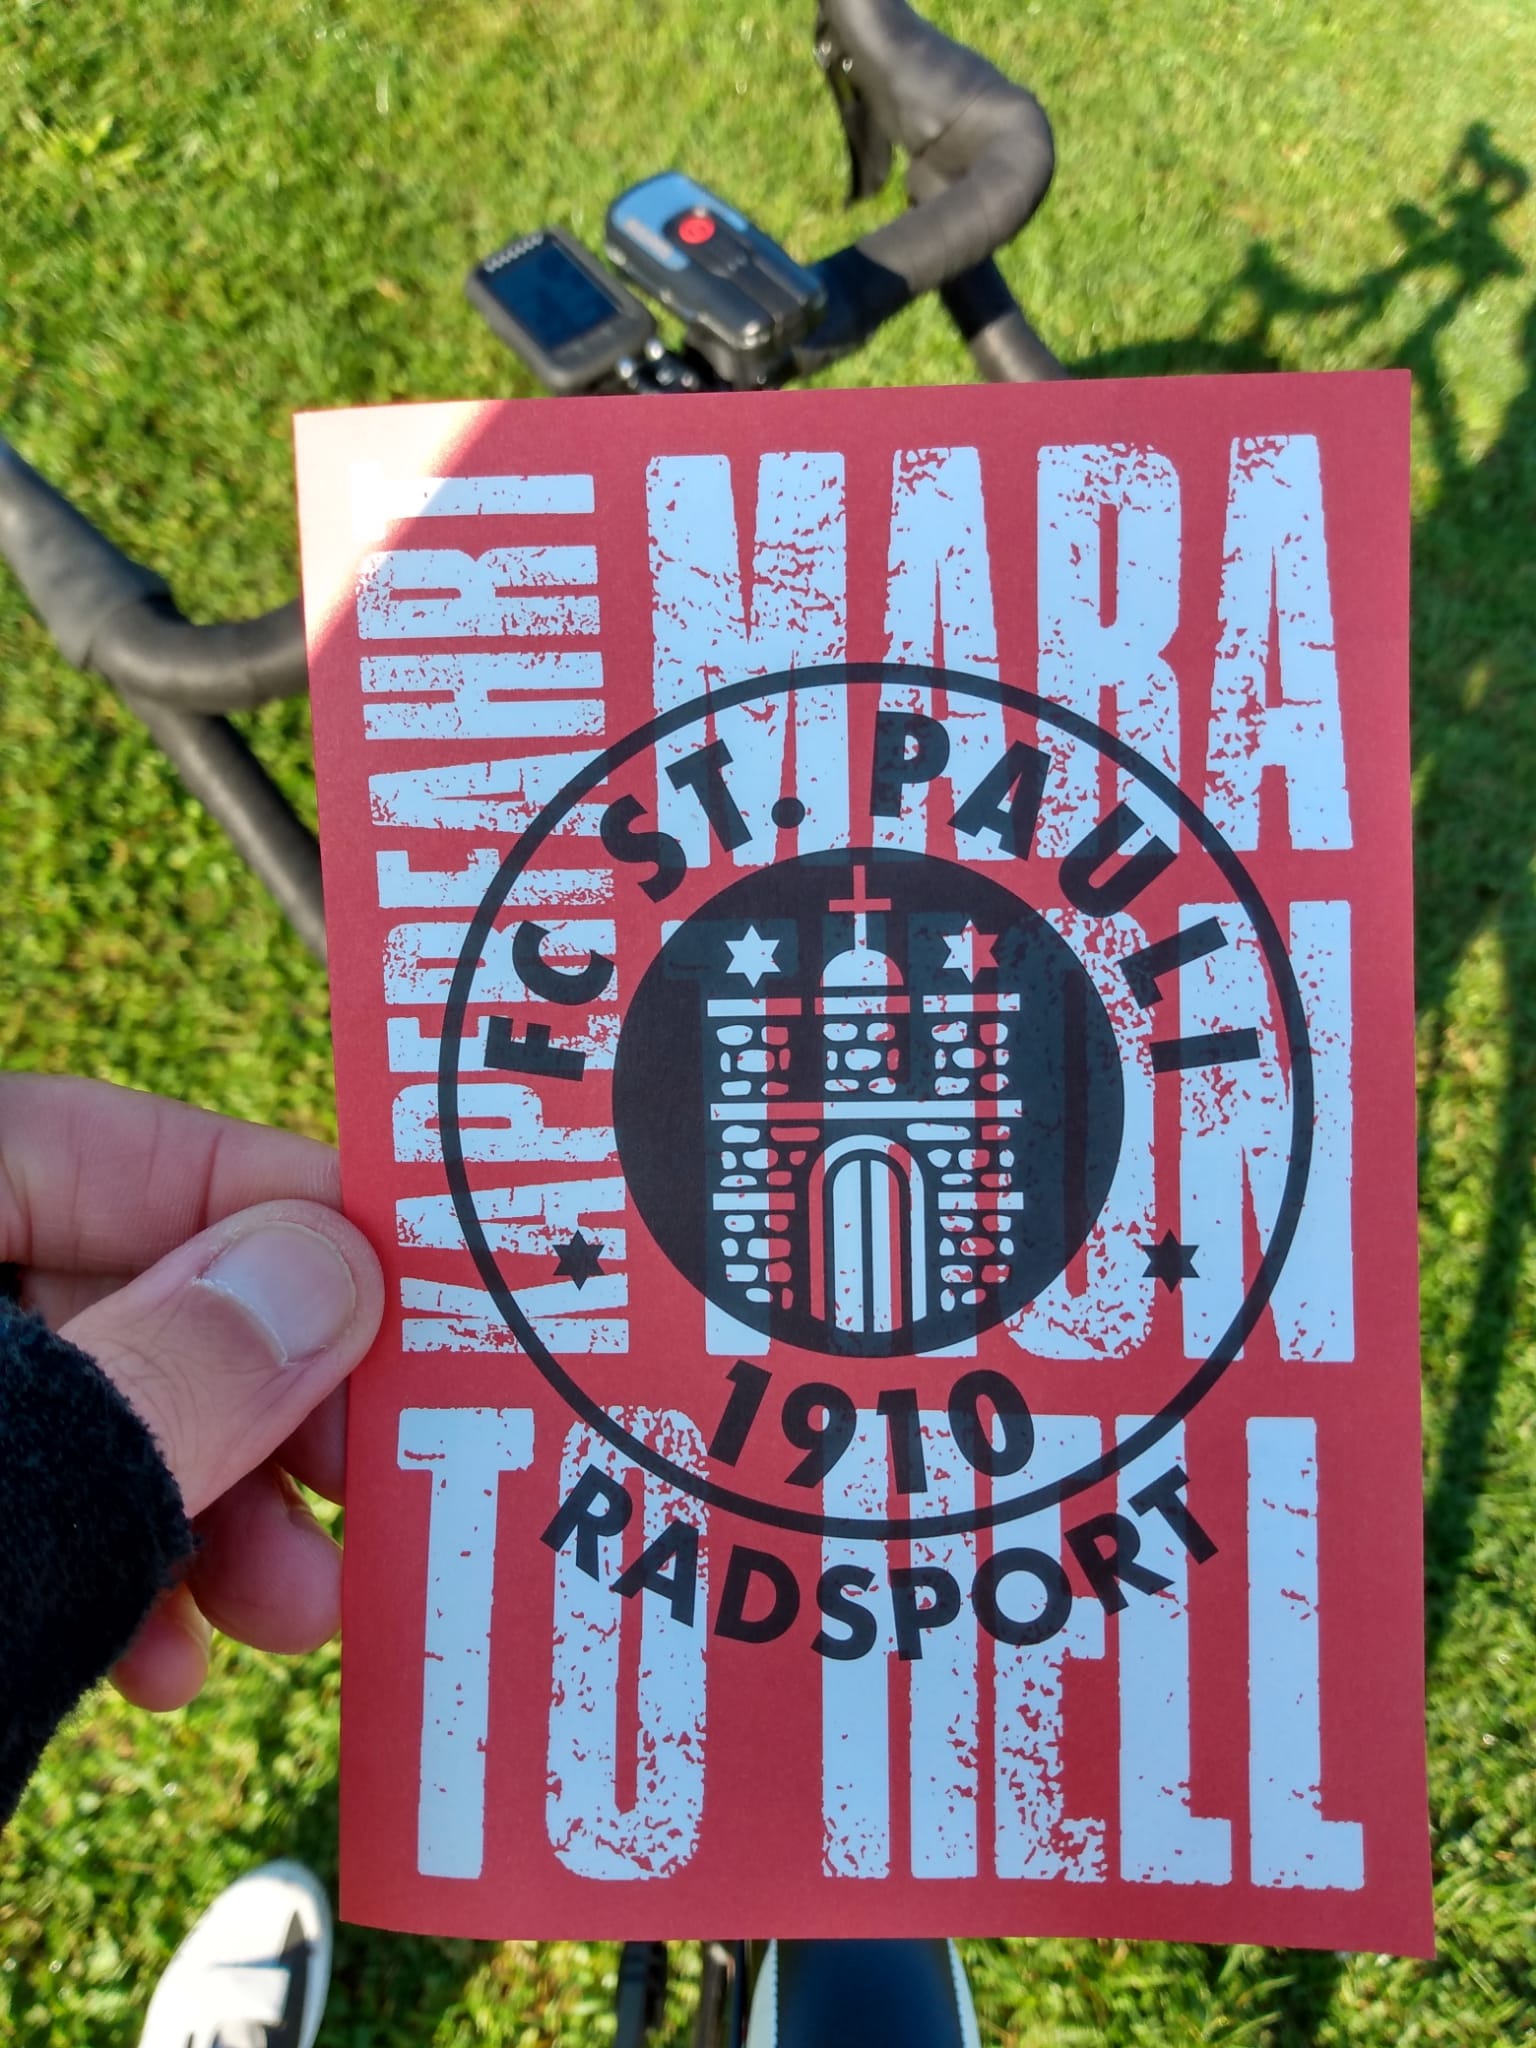 KAPERFAHRT
MARA
THON
TO HELL
FC ST. PAULI
1910
RADSPORT